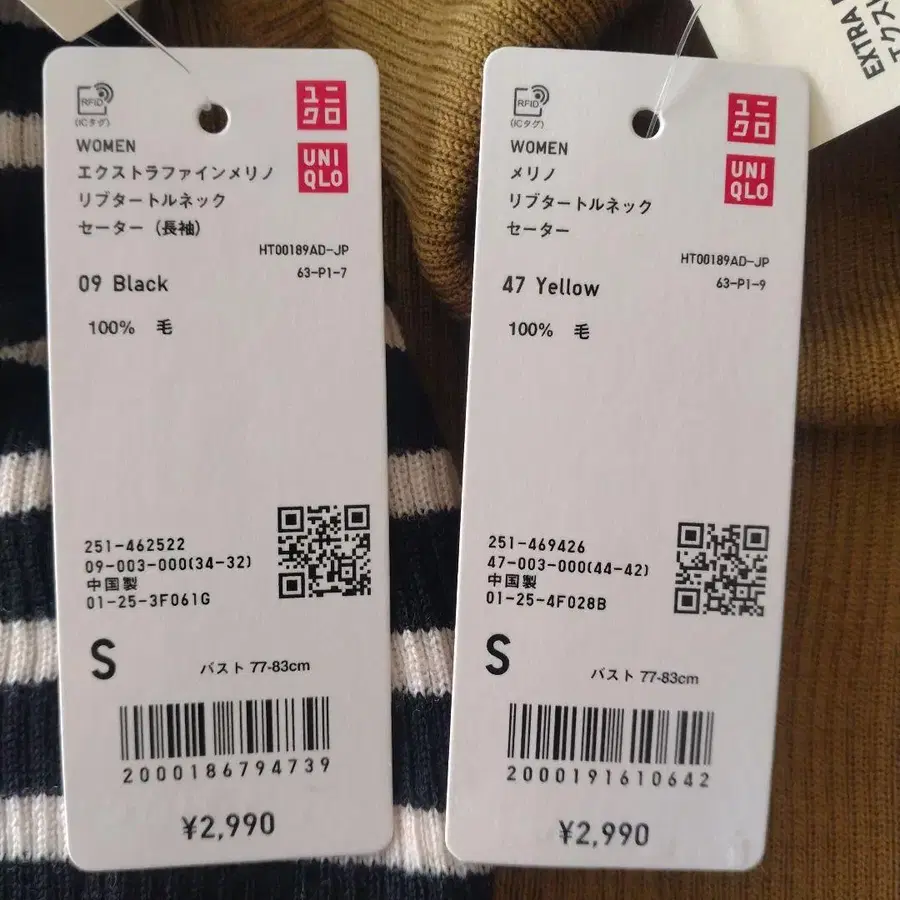 RFID
(ICタグ)
ユニ
クロ
UNI
QLO
WOMEN
エクストラファインメリノ
リブタートルネック
セーター (長袖)
HT00189AD-JP
63-P1-7
09 Black
100% 毛
251-462522
09-003-000(34-32)
中国製
01-25-3F061G
S
バスト 77-83cm
2000186794739
¥2,990
RFID
(ICタグ)
ユニ
クロ
UNI
QLO
WOMEN
メリノ
リブタートルネック
セーター
HT00189AD-JP
63-P1-9
47 Yellow
100% 毛
251-469426
47-003-000(44-42)
中国製
01-25-4F028B
S
バスト 77-83cm
2000191610642
¥2,990
EXTRA
エクス